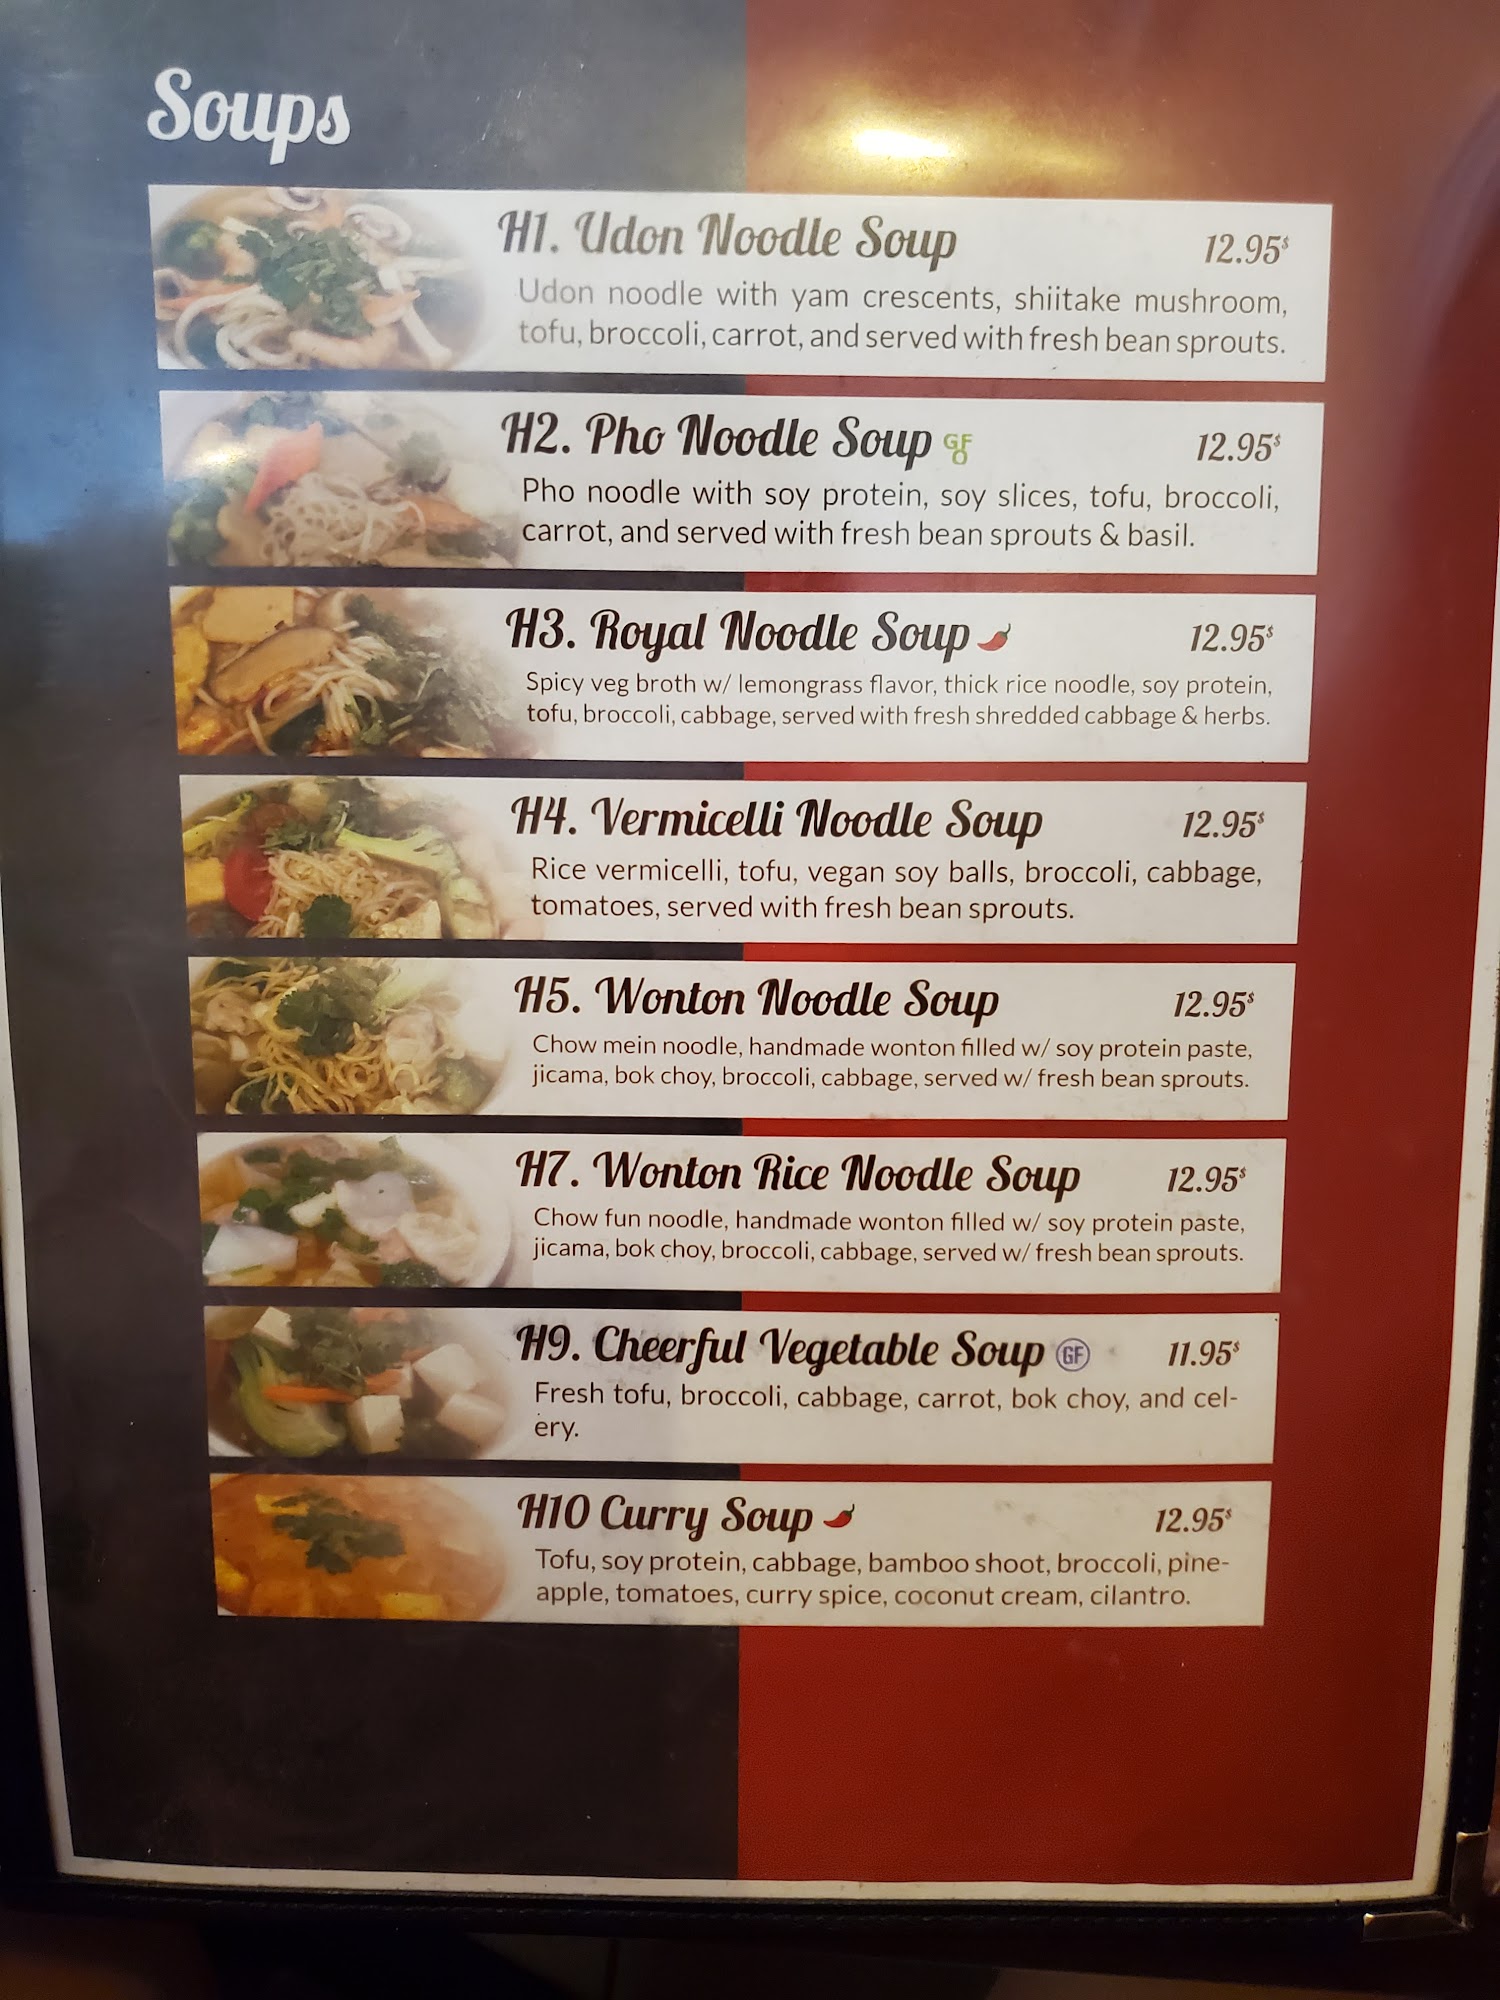 Soups
H1. Udon Noodle Soup 12.95$
Udon noodle with yam crescents, shiitake mushroom,
tofu, broccoli, carrot, and served with fresh bean sprouts.
H2. Pho Noodle Soup GFO 12.95$
Pho noodle with soy protein, soy slices, tofu, broccoli,
carrot, and served with fresh bean sprouts & basil.
H3. Royal Noodle Soup 12.95$
Spicy veg broth w/ lemongrass flavor, thick rice noodle, soy protein,
tofu, broccoli, cabbage, served with fresh shredded cabbage & herbs.
H4. Vermicelli Noodle Soup 12.95$
Rice vermicelli, tofu, vegan soy balls, broccoli, cabbage,
tomatoes, served with fresh bean sprouts.
H5. Wonton Noodle Soup 12.95$
Chow mein noodle, handmade wonton filled w/ soy protein paste,
jicama, bok choy, broccoli, cabbage, served w/ fresh bean sprouts.
H7. Wonton Rice Noodle Soup 12.95$
Chow fun noodle, handmade wonton filled w/ soy protein paste,
jicama, bok choy, broccoli, cabbage, served w/ fresh bean sprouts.
H9. Cheerful Vegetable Soup GF 11.95$
Fresh tofu, broccoli, cabbage, carrot, bok choy, and cel-
ery.
H10 Curry Soup 12.95$
Tofu, soy protein, cabbage, bamboo shoot, broccoli, pine-
apple, tomatoes, curry spice, coconut cream, cilantro.